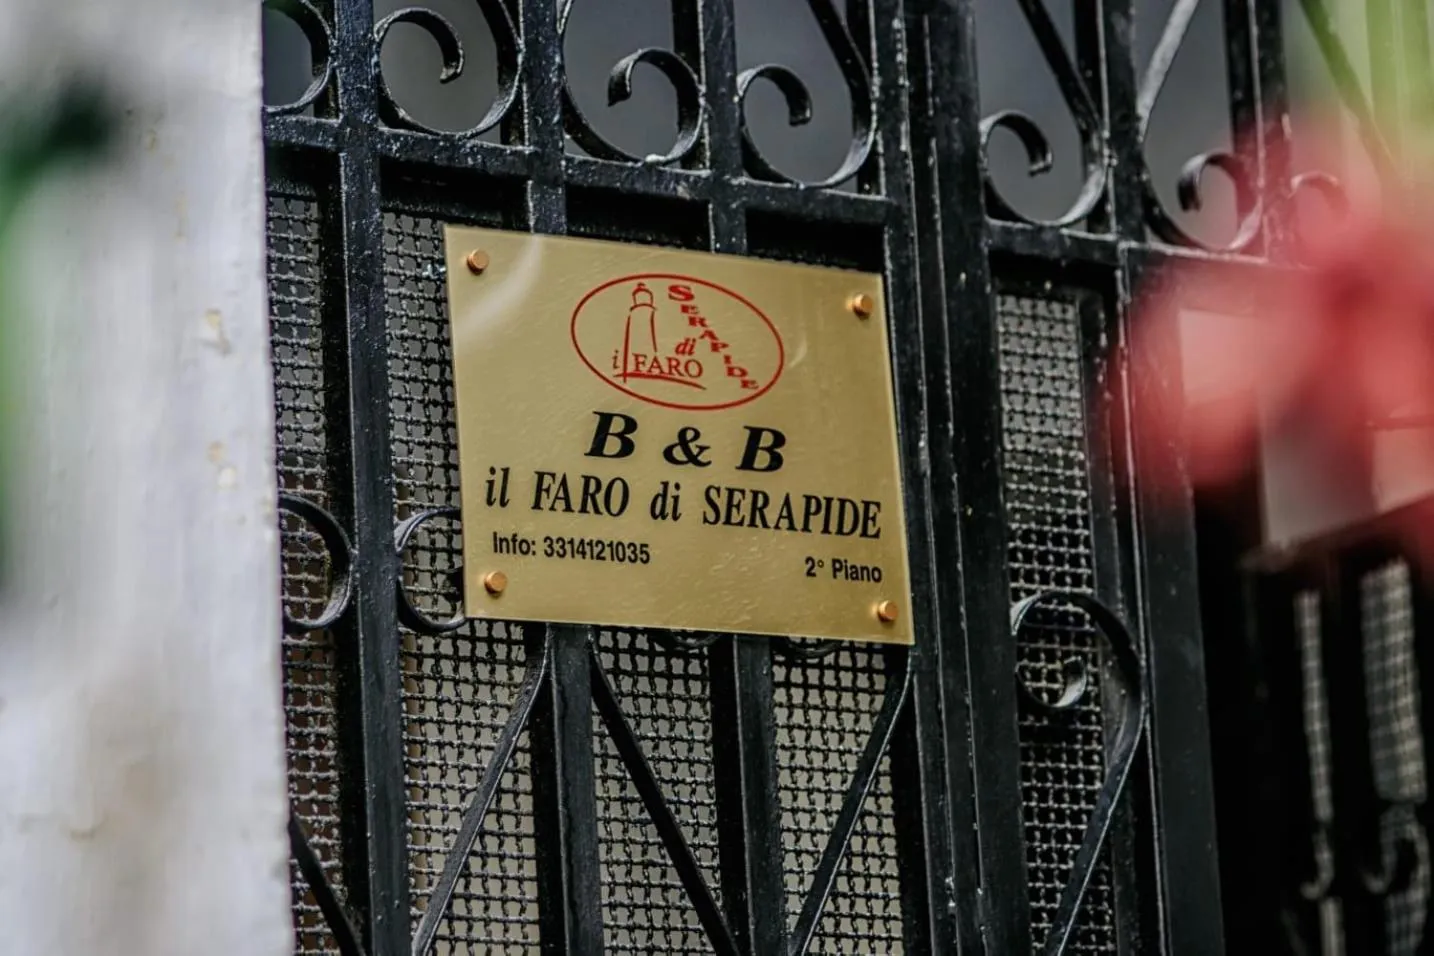 SERAPIDE
di
il FARO
B & B
il FARO di SERAPIDE
Info: 3314121035
2° Piano